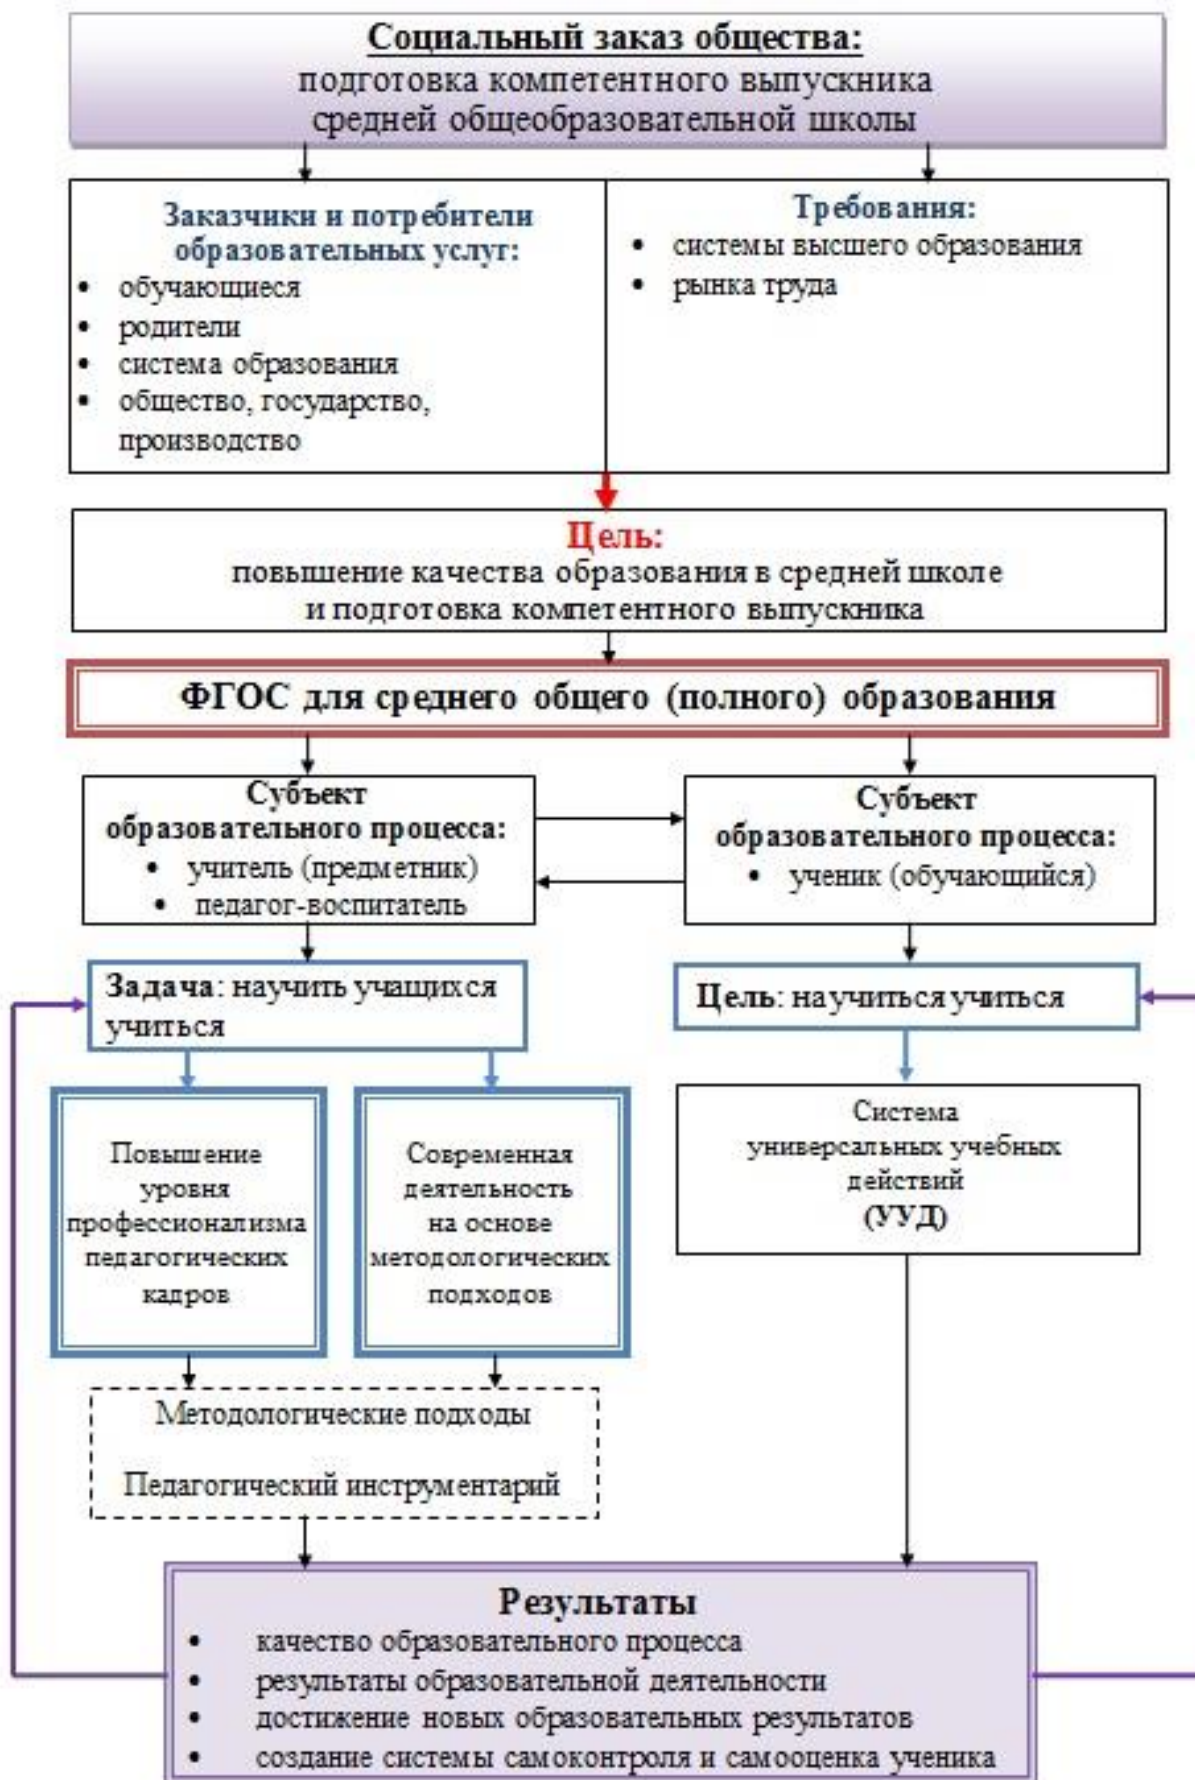 Социальный заказ общества:
подготовка компетентного выпускника
средней общеобразовательной школы
Заказчики и потребители
образовательных услуг:
• обучающиеся
• родители
• система образования
• общество, государство,
производство
Требования:
• системы высшего образования
• рынка труда
Цель:
повышение качества образования в средней школе
и подготовка компетентного выпускника
ФГОС для среднего общего (полного) образования
Субъект
образовательного процесса:
• учитель (предметник)
• педагог-воспитатель
Субъект
образовательного процесса:
• ученик (обучающийся)
Задача: научить учащихся
учиться
Цель: научиться учиться
Повышение
уровня
профессионализма
педагогических
кадров
Современная
деятельность
на основе
методологических
подходов
Система
универсальных учебных
действий
(УУД)
Методологические подходы
Педагогический инструментарий
Результаты
• качество образовательного процесса
• результаты образовательной деятельности
• достижение новых образовательных результатов
• создание системы самоконтроля и самооценка ученика